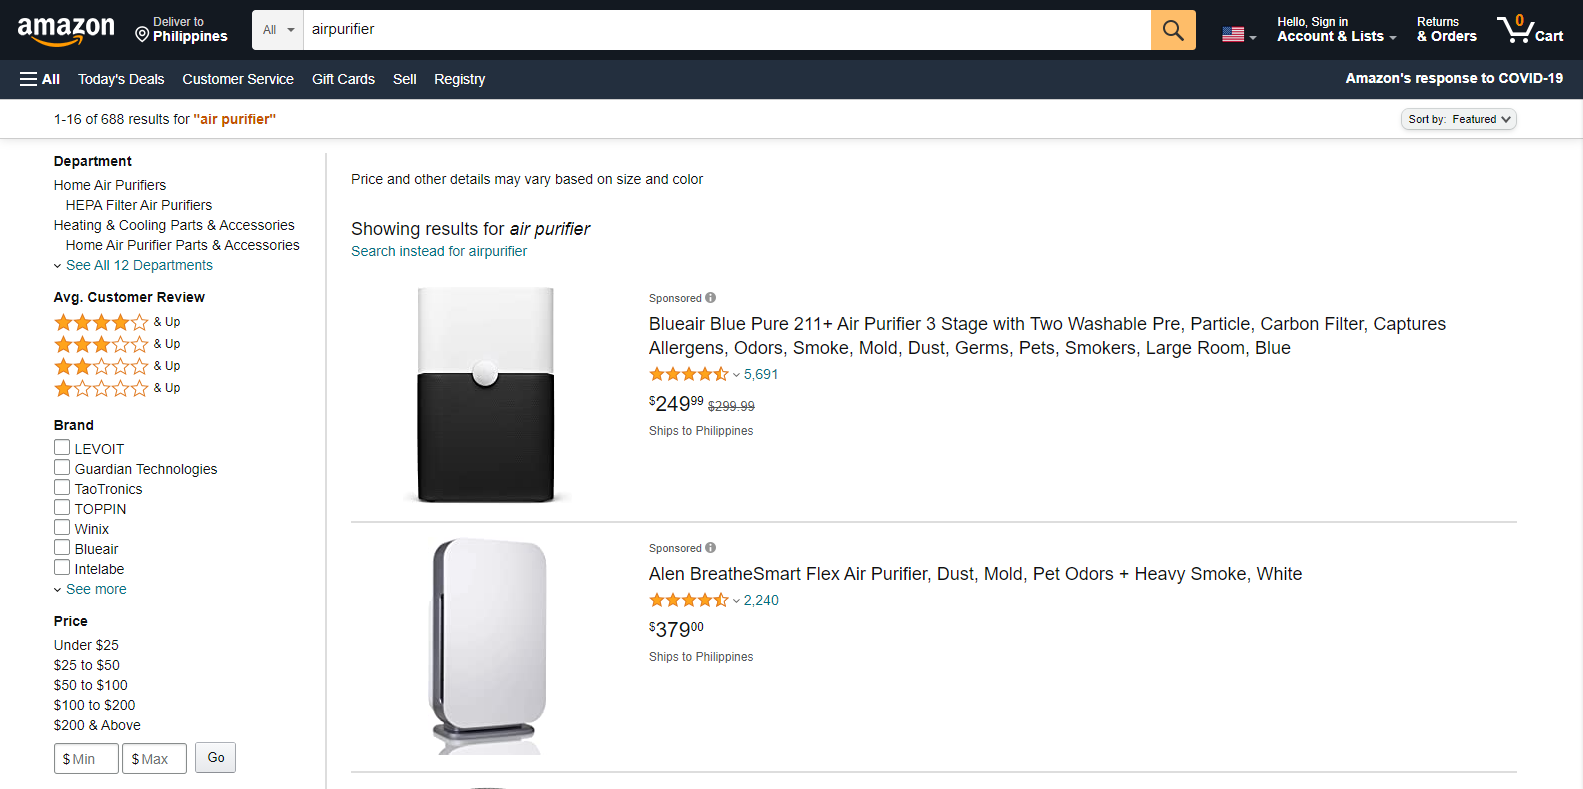 amazon
Deliver to
Philippines
All
airpurifier
Hello, Sign in
Account & Lists
Returns
& Orders
0
Cart
All
Today's Deals
Customer Service
Gift Cards
Sell
Registry
Amazon's response to COVID-19
1-16 of 688 results for "air purifier"
Sort by: Featured
Department
Home Air Purifiers
HEPA Filter Air Purifiers
Heating & Cooling Parts & Accessories
Home Air Purifier Parts & Accessories
See All 12 Departments
Avg. Customer Review
& Up
& Up
& Up
& Up
Brand
LEVOIT
Guardian Technologies
TaoTronics
TOPPIN
Winix
Blueair
Intelabe
See more
Price
Under $25
$25 to $50
$50 to $100
$100 to $200
$200 & Above
$ Min
$ Max
Go
Price and other details may vary based on size and color
Showing results for air purifier
Search instead for airpurifier
Sponsored
Blueair Blue Pure 211+ Air Purifier 3 Stage with Two Washable Pre, Particle, Carbon Filter, Captures
Allergens, Odors, Smoke, Mold, Dust, Germs, Pets, Smokers, Large Room, Blue
5,691
$249 99 $299.99
Ships to Philippines
Sponsored
Alen BreatheSmart Flex Air Purifier, Dust, Mold, Pet Odors + Heavy Smoke, White
2,240
$379 00
Ships to Philippines